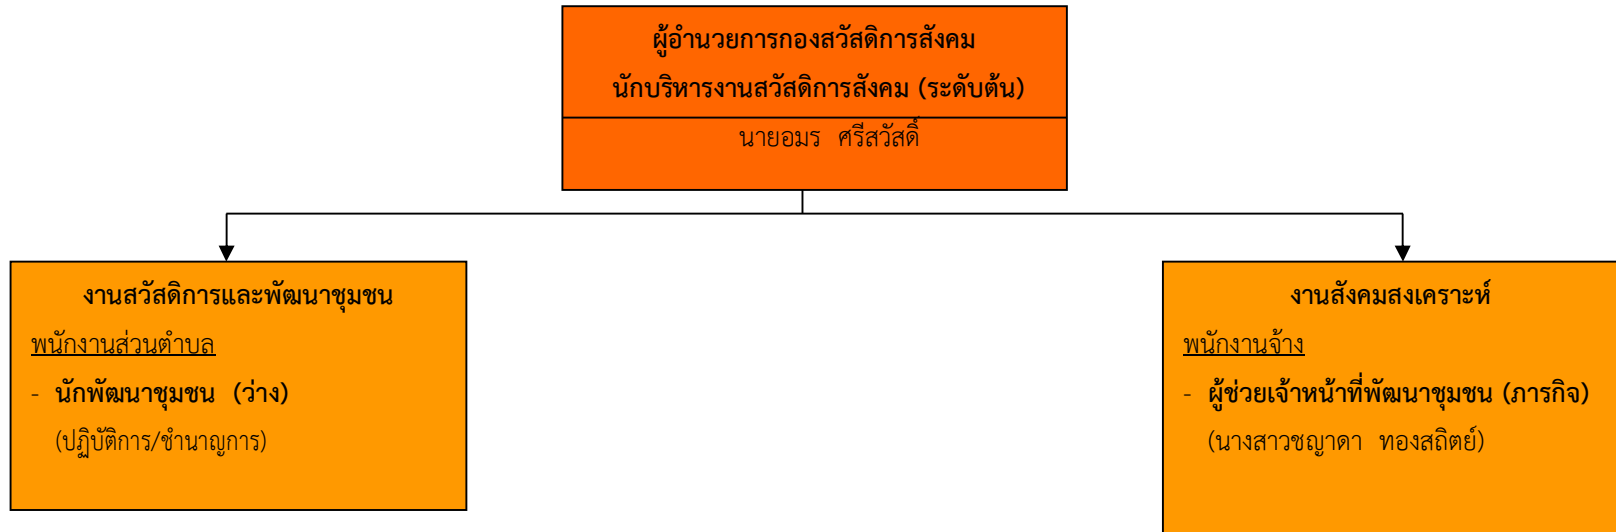 ผู้อำนวยการกองสวัสดิการสังคม
นักบริหารงานสวัสดิการสังคม (ระดับต้น)
นายอมร ศรีสวัสดิ์
งานสวัสดิการและพัฒนาชุมชน
พนักงานส่วนตำบล
- นักพัฒนาชุมชน (ว่าง)
(ปฏิบัติการ/ชำนาญการ)
งานสังคมสงเคราะห์
พนักงานจ้าง
- ผู้ช่วยเจ้าหน้าที่พัฒนาชุมชน (ภารกิจ)
(นางสาวชญาดา ทองสถิตย์)